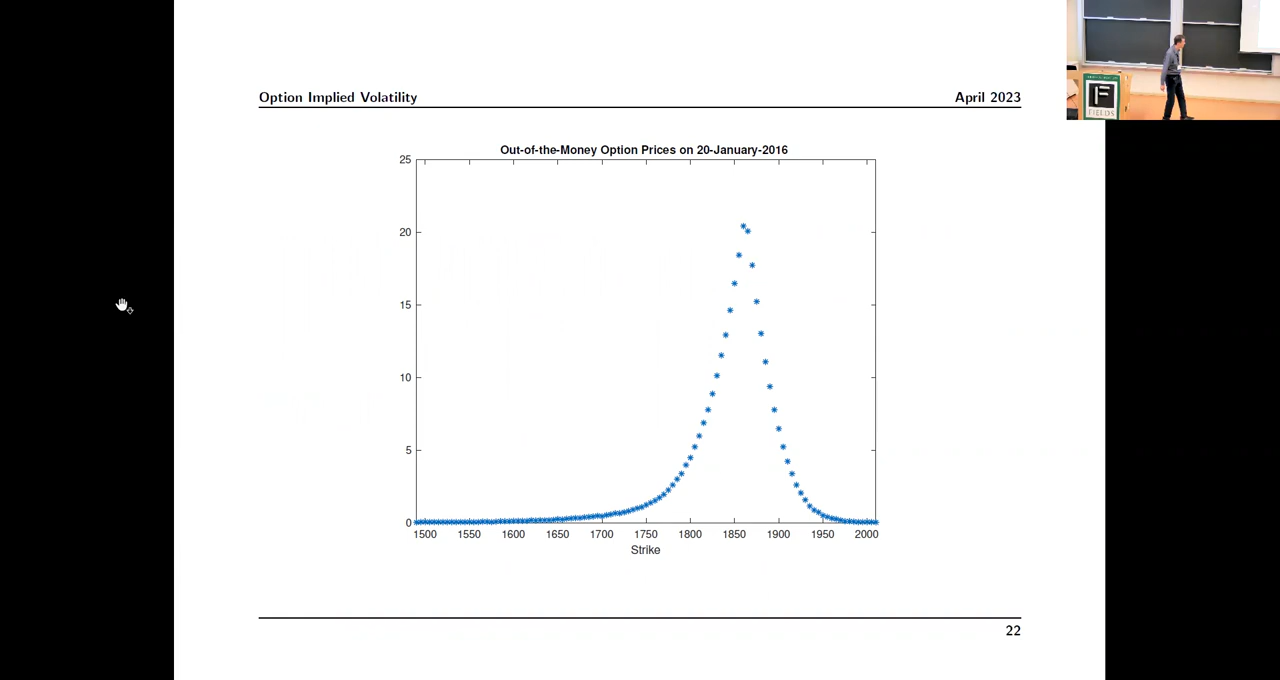 Option Implied Volatility April 2023
Out-of-the-Money Option Prices on 20-January-2016
25
20
15
10
5
0
1500 1550 1600 1650 1700 1750 1800 1850 1900 1950 2000
Strike
22
F
FIELDS